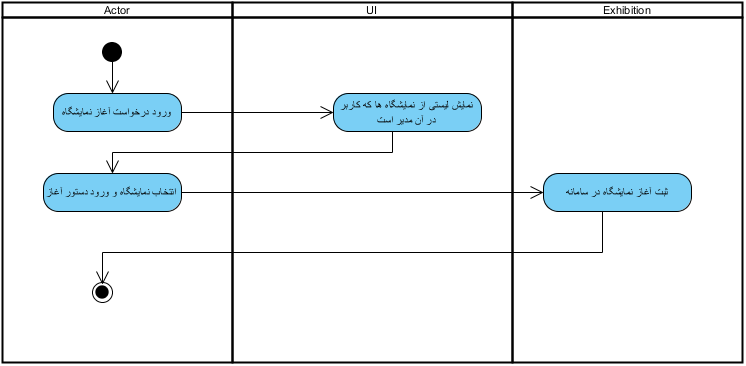 Actor
UI
Exhibition
ورود درخواست آغاز نمایشگاه
نمایش لیستی از نمایشگاه ها که کاربر
در آن مدیر است
انتخاب نمایشگاه و ورود دستور آغاز
ثبت آغاز نمایشگاه در سامانه